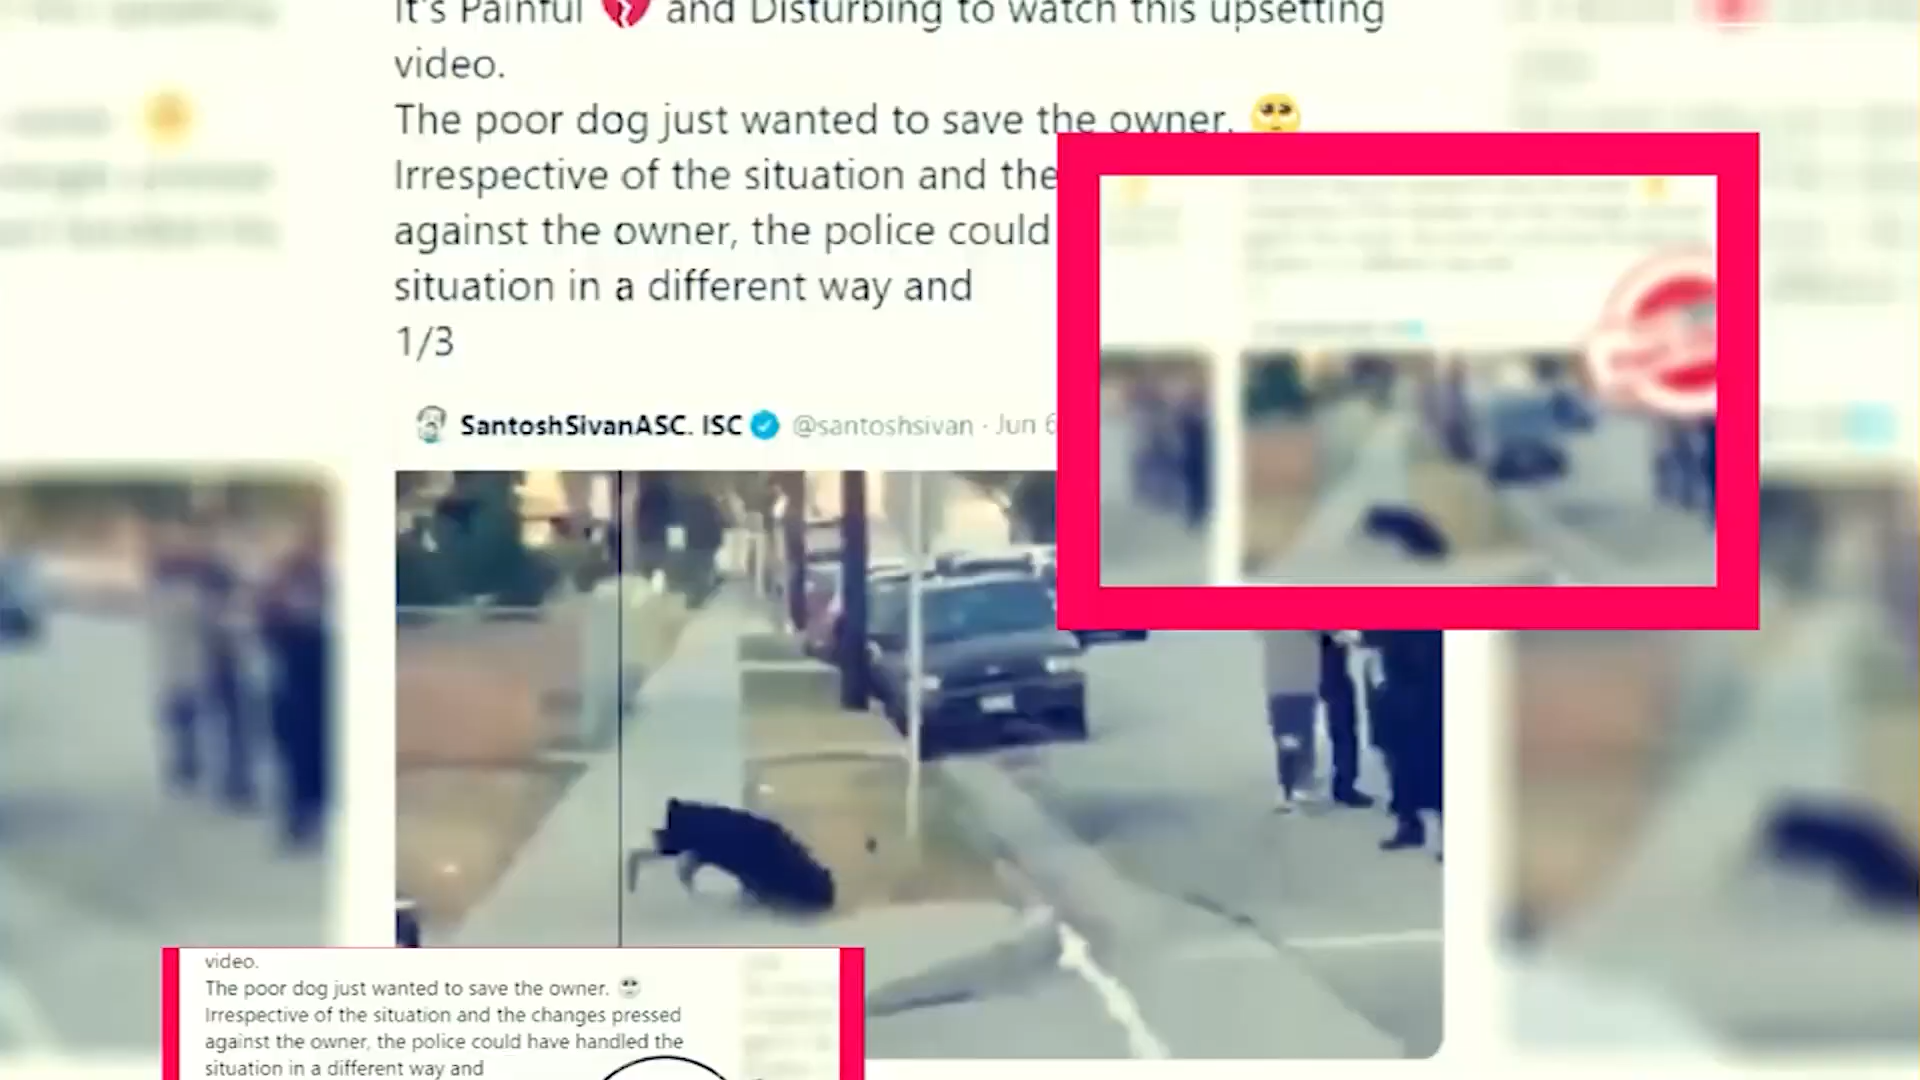 It's Painful 💔 and Disturbing to watch this upsetting
video.
The poor dog just wanted to save the owner. 🥺
Irrespective of the situation and the
against the owner, the police could
situation in a different way and
1/3
SantoshSivanASC. ISC @santoshsivan · Jun 6
video.
The poor dog just wanted to save the owner. 🥺
Irrespective of the situation and the changes pressed
against the owner, the police could have handled the
situation in a different way and